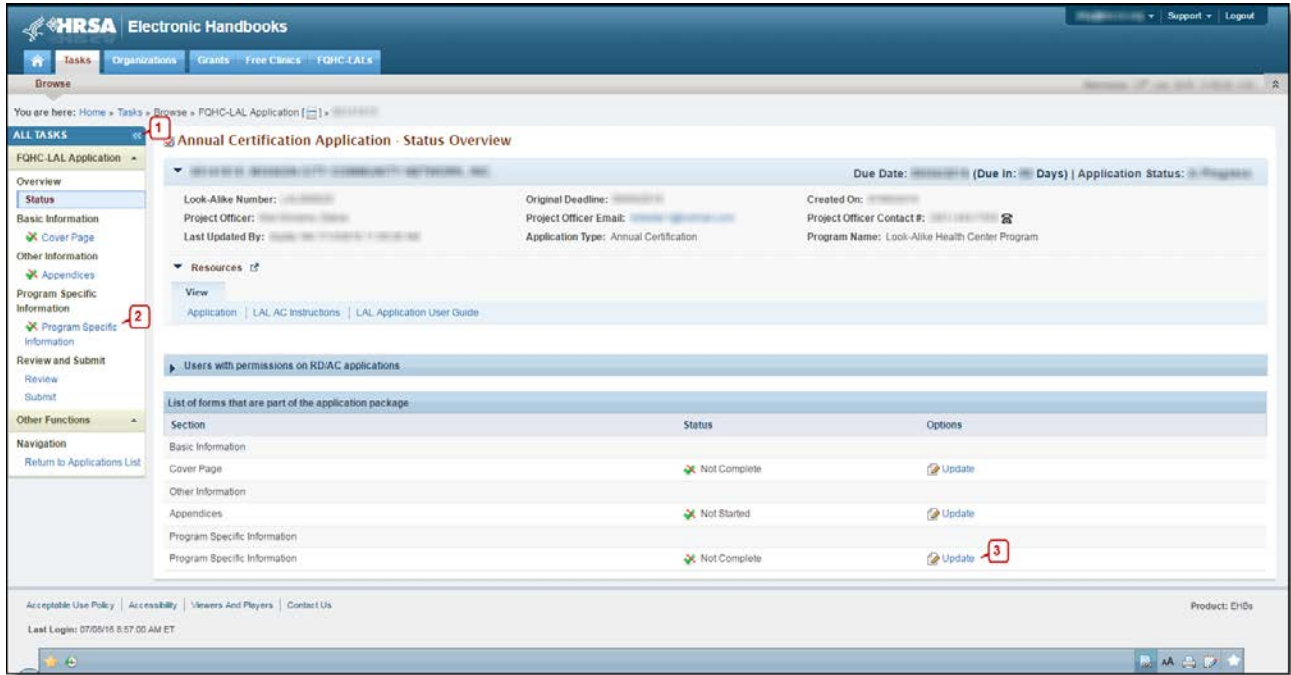 HRSA Electronic Handbooks
Support Logout
Tasks Organizations Grants Free Clinics FQHC-LALs
Browse
You are here: Home » Tasks » Browse » FQHC-LAL Application [ ] »
ALL TASKS «
1
Annual Certification Application - Status Overview
FQHC-LAL Application
Due Date: (Due In: Days) | Application Status:
Overview
Status
Look-Alike Number: Original Deadline: Created On:
Basic Information
Project Officer: Project Officer Email: Project Officer Contact #:
Cover Page
Last Updated By: Application Type: Annual Certification Program Name: Look-Alike Health Center Program
Other Information
Appendices
Resources
Program Specific
Information
View
2
Application | LAL AC Instructions | LAL Application User Guide
Program Specific
Information
Review and Submit
Users with permissions on RD/AC applications
Review
Submit
List of forms that are part of the application package
Other Functions
Section Status Options
Navigation
Basic Information
Return to Applications List
Cover Page Not Complete Update
Other Information
Appendices Not Started Update
Program Specific Information
Program Specific Information Not Complete Update 3
Acceptable Use Policy | Accessibility | Viewers And Players | Contact Us
Product: EHBs
Last Login: 07/08/16 8:57:00 AM ET
AA